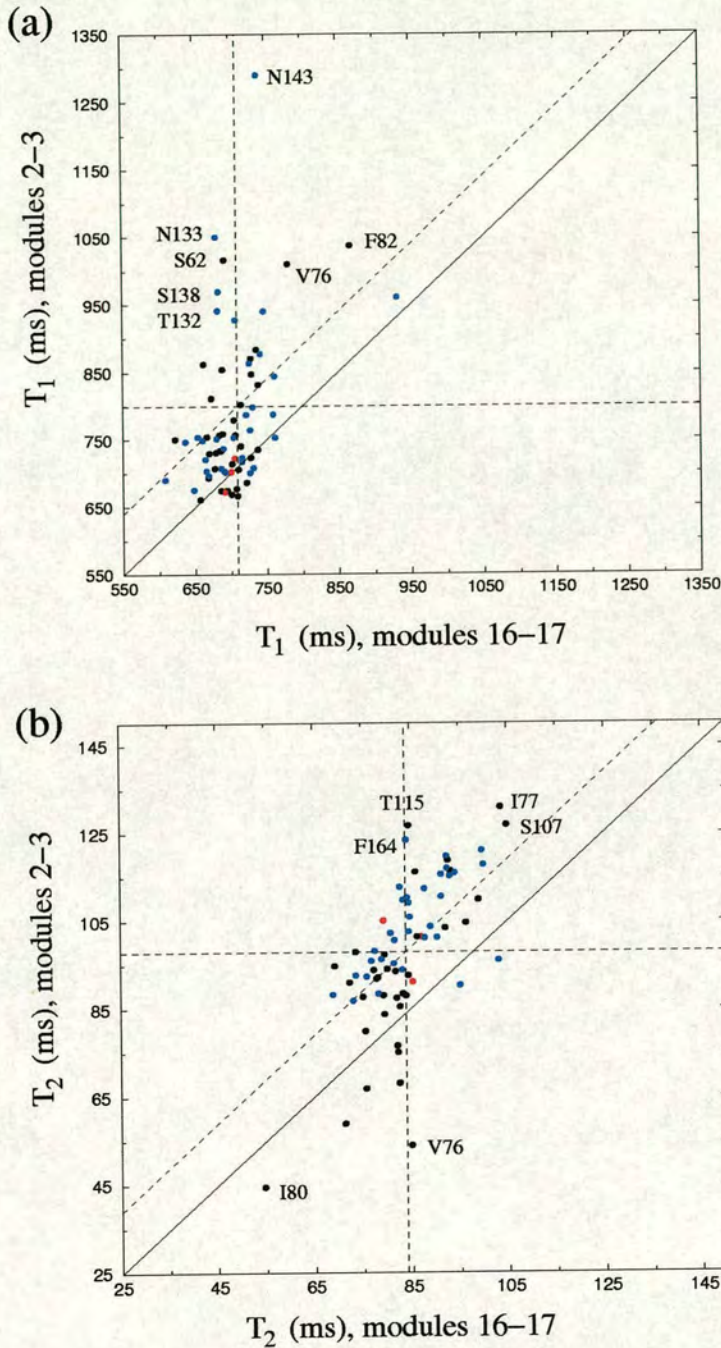 (a)
1350
1250
1150
1050
950
850
750
650
550
T1 (ms), modules 2–3
N143
N133
S62
F82
V76
S138
T132
550 650 750 850 950 1050 1150 1250 1350
T1 (ms), modules 16–17
(b)
145
125
105
85
65
45
25
T2 (ms), modules 2–3
T115
I77
S107
F164
V76
I80
25 45 65 85 105 125 145
T2 (ms), modules 16–17